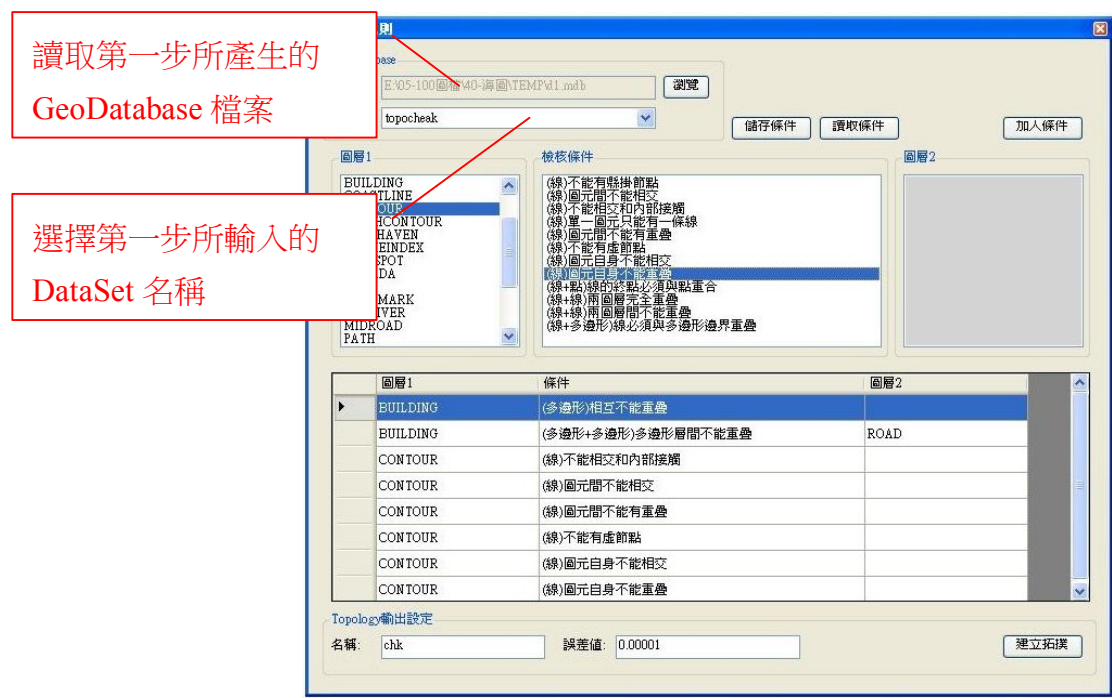 讀取第一步所產生的
GeoDatabase 檔案
選擇第一步所輸入的
DataSet 名稱
則
base
E:\05-100圖檔\40-海圖\TEMP\d1.mdb
瀏覽
topocheak
儲存條件
讀取條件
加入條件
圖層1
BUILDING
COASTLINE
OUR
HCONTOUR
HAVEN
EINDEX
SPOT
DA
MARK
IVER
MIDROAD
PATH
檢核條件
(線)不能有懸掛節點
(線)圖元間不能相交
(線)不能相交和內部接觸
(線)單一圖元只能有一條線
(線)圖元間不能有重疊
(線)不能有虛節點
(線)圖元自身不能相交
(線)圖元自身不能重疊
(線+點)線的終點必須與點重合
(線+線)兩圖層完全重疊
(線+線)兩圖層間不能重疊
(線+多邊形)線必須與多邊形邊界重疊
圖層2
圖層1 條件 圖層2
BUILDING (多邊形)相互不能重疊
BUILDING (多邊形+多邊形)多邊形層間不能重疊 ROAD
CONTOUR (線)不能相交和內部接觸
CONTOUR (線)圖元間不能相交
CONTOUR (線)圖元間不能有重疊
CONTOUR (線)不能有虛節點
CONTOUR (線)圖元自身不能相交
CONTOUR (線)圖元自身不能重疊
Topology輸出設定
名稱: chk 誤差值: 0.00001
建立拓撲